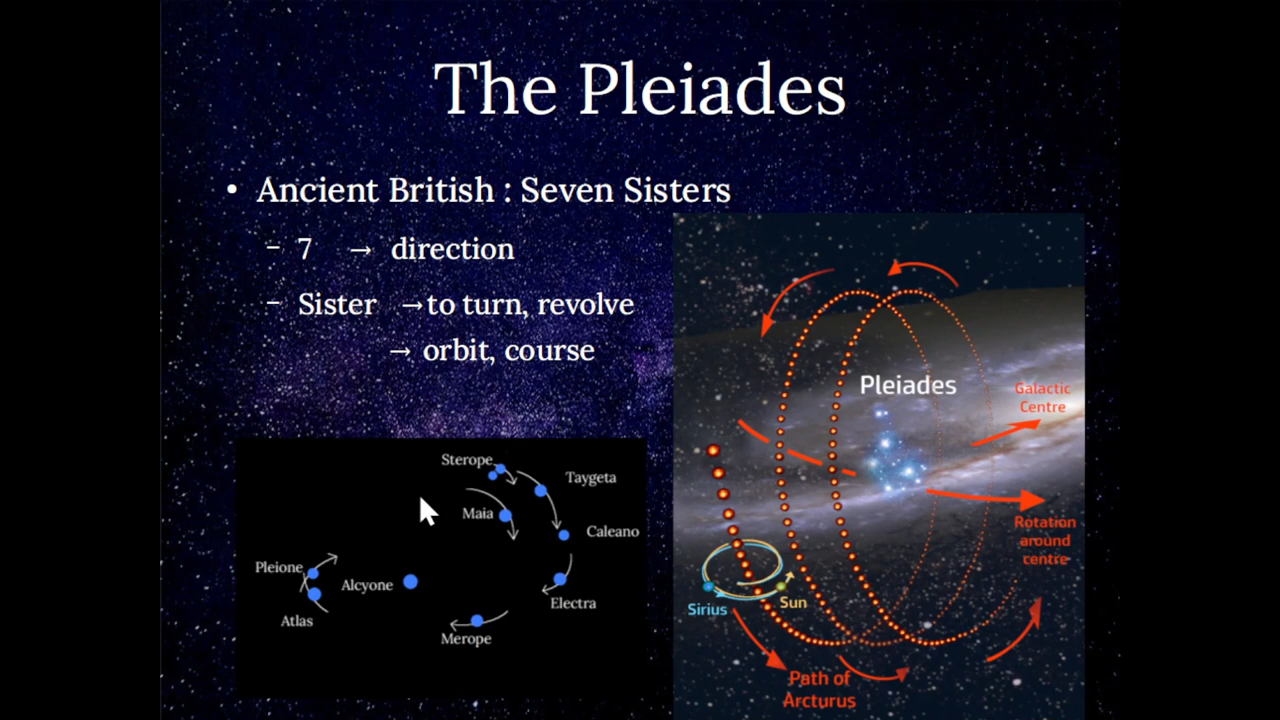 The Pleiades
• Ancient British : Seven Sisters
– 7 → direction
– Sister → to turn, revolve
→ orbit, course
Sterope
Taygeta
Maia
Caleano
Pleione
Alcyone
Electra
Atlas
Merope
Pleiades
Galactic
Centre
Rotation
around
centre
Sirius
Sun
Path of
Arcturus